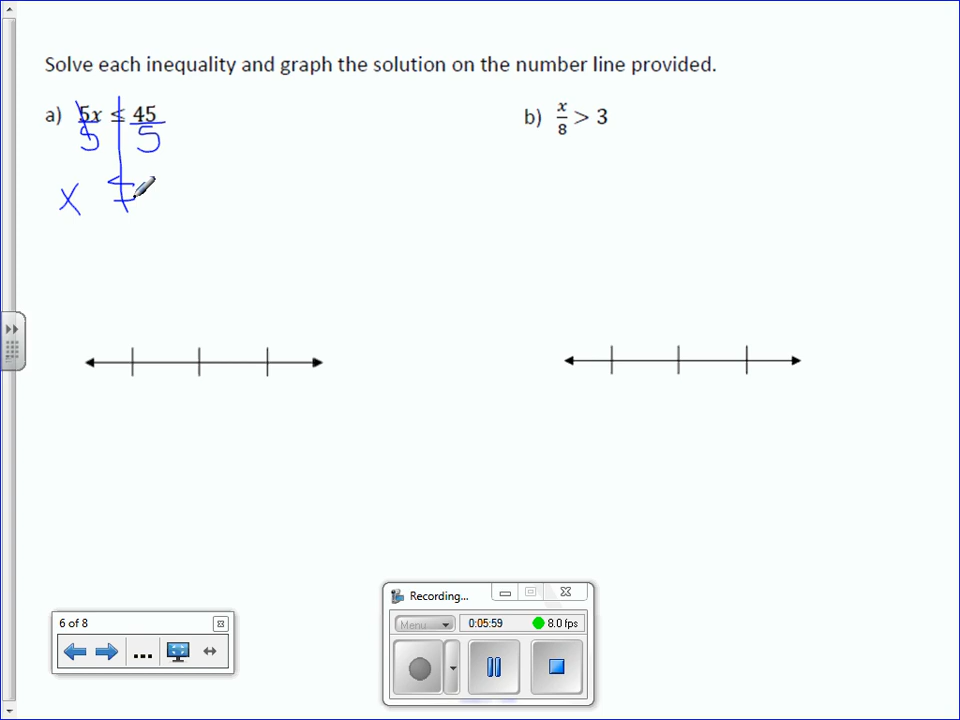 Solve each inequality and graph the solution on the number line provided.
a) 5x ≤ 45
5 5
x ≤
b) x/8 > 3
6 of 8
...
Recording...
Menu 0:05:59 8.0 fps